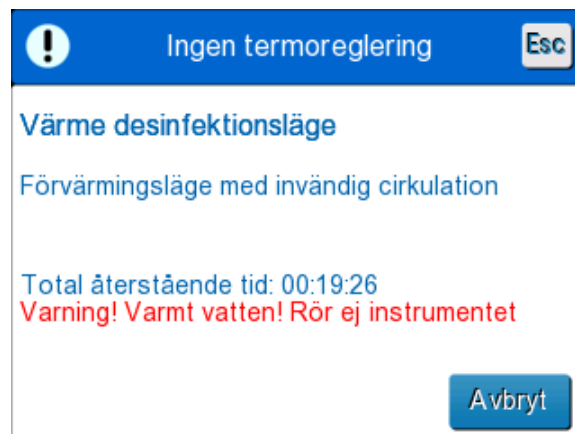 Ingen termoreglering
Esc
Värme desinfektionsläge
Förvärmingsläge med invändig cirkulation
Total återstående tid: 00:19:26
Varning! Varmt vatten! Rör ej instrumentet
Avbryt